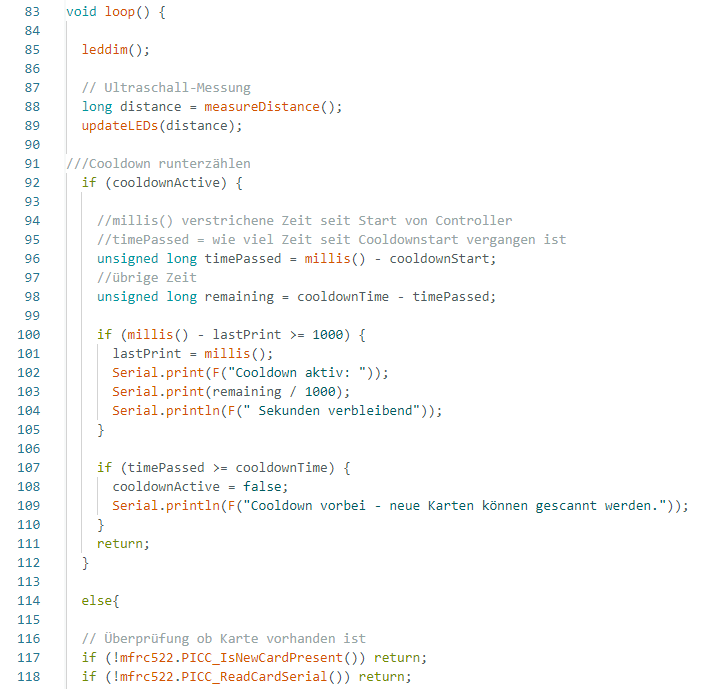 83 void loop() {
84
85 leddim();
86
87 // Ultraschall-Messung
88 long distance = measureDistance();
89 updateLEDs(distance);
90
91 ///Cooldown runterzählen
92 if (cooldownActive) {
93
94 //millis() verstrichene Zeit seit Start von Controller
95 //timePassed = wie viel Zeit seit Cooldownstart vergangen ist
96 unsigned long timePassed = millis() - cooldownStart;
97 //übrige Zeit
98 unsigned long remaining = cooldownTime - timePassed;
99
100 if (millis() - lastPrint >= 1000) {
101 lastPrint = millis();
102 Serial.print(F("Cooldown aktiv: "));
103 Serial.print(remaining / 1000);
104 Serial.println(F(" Sekunden verbleibend"));
105 }
106
107 if (timePassed >= cooldownTime) {
108 cooldownActive = false;
109 Serial.println(F("Cooldown vorbei - neue Karten können gescannt werden."));
110 }
111 return;
112 }
113
114 else{
115
116 // Überprüfung ob Karte vorhanden ist
117 if (!mfrc522.PICC_IsNewCardPresent()) return;
118 if (!mfrc522.PICC_ReadCardSerial()) return;